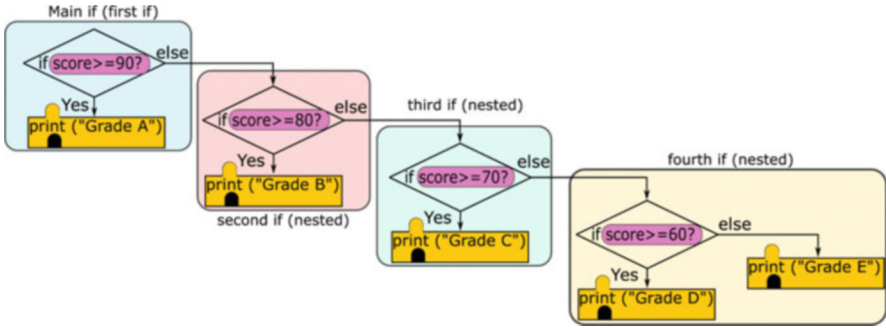 Main if (first if)
if score>=90?
else
Yes
print ("Grade A")
if score>=80?
else
Yes
print ("Grade B")
second if (nested)
third if (nested)
if score>=70?
else
Yes
print ("Grade C")
fourth if (nested)
if score>=60?
else
Yes
print ("Grade D")
print ("Grade E")